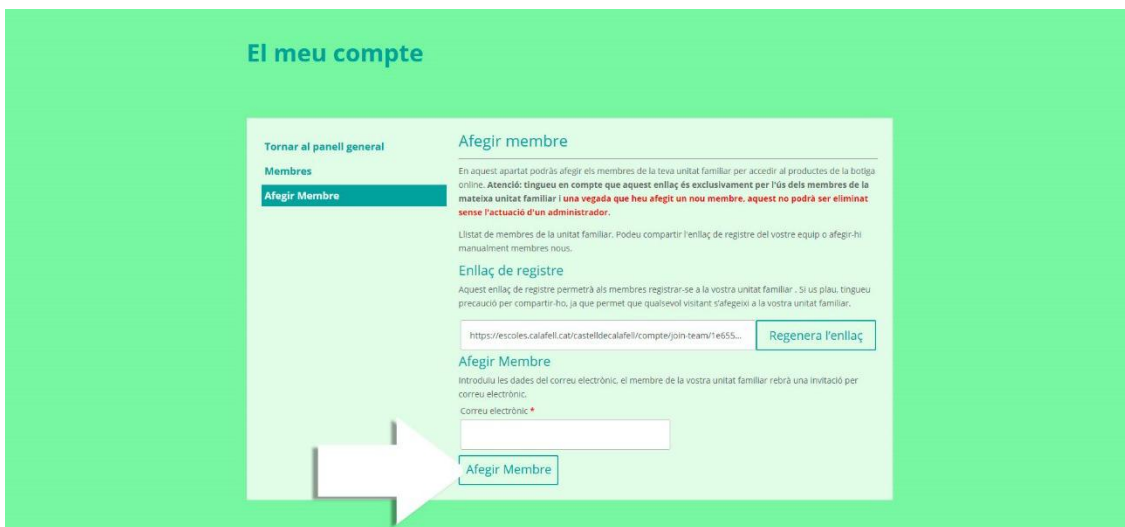 El meu compte
Tornar al panell general
Membres
Afegir Membre
Afegir membre
En aquest apartat podràs afegir els membres de la teva unitat familiar per accedir al productes de la botiga
online. Atenció: tingueu en compte que aquest enllaç és exclusivament per l'ús dels membres de la
mateixa unitat familiar i una vegada que heu afegit un nou membre, aquest no podrà ser eliminat
sense l'actuació d'un administrador.
Llistat de membres de la unitat familiar. Podeu compartir l'enllaç de registre del vostre equip o afegir-hi
manualment membres nous.
Enllaç de registre
Aquest enllaç de registre permetrà als membres registrar-se a la vostra unitat familiar . Si us plau, tingueu
precaució per compartir-ho, ja que permet que qualsevol visitant s'afegeixi a la vostra unitat familiar.
https://escoles.calafell.cat/castelldecalafell/compte/join-team/1e655...
Regenera l'enllaç
Afegir Membre
Introduïu les dades del correu electrònic, el membre de la vostra unitat familiar rebrà una invitació per
correu electrònic.
Correu electrònic *
Afegir Membre